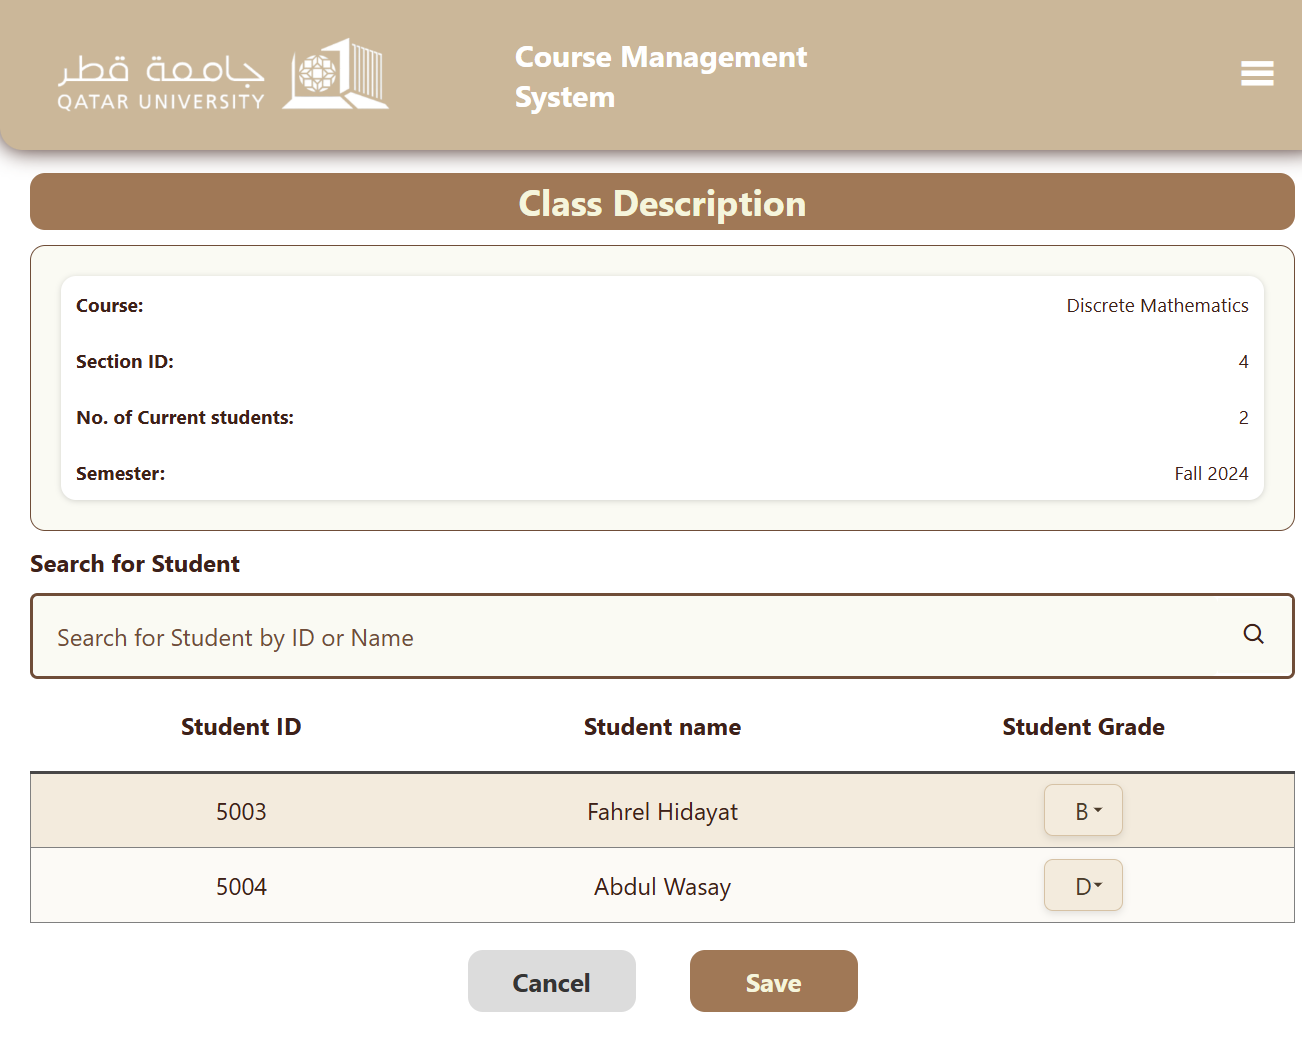 جامعة قطر
QATAR UNIVERSITY
Course Management
System
Class Description
Course: Discrete Mathematics
Section ID: 4
No. of Current students: 2
Semester: Fall 2024
Search for Student
Search for Student by ID or Name
Student ID Student name Student Grade
5003 Fahrel Hidayat B
5004 Abdul Wasay D
Cancel Save